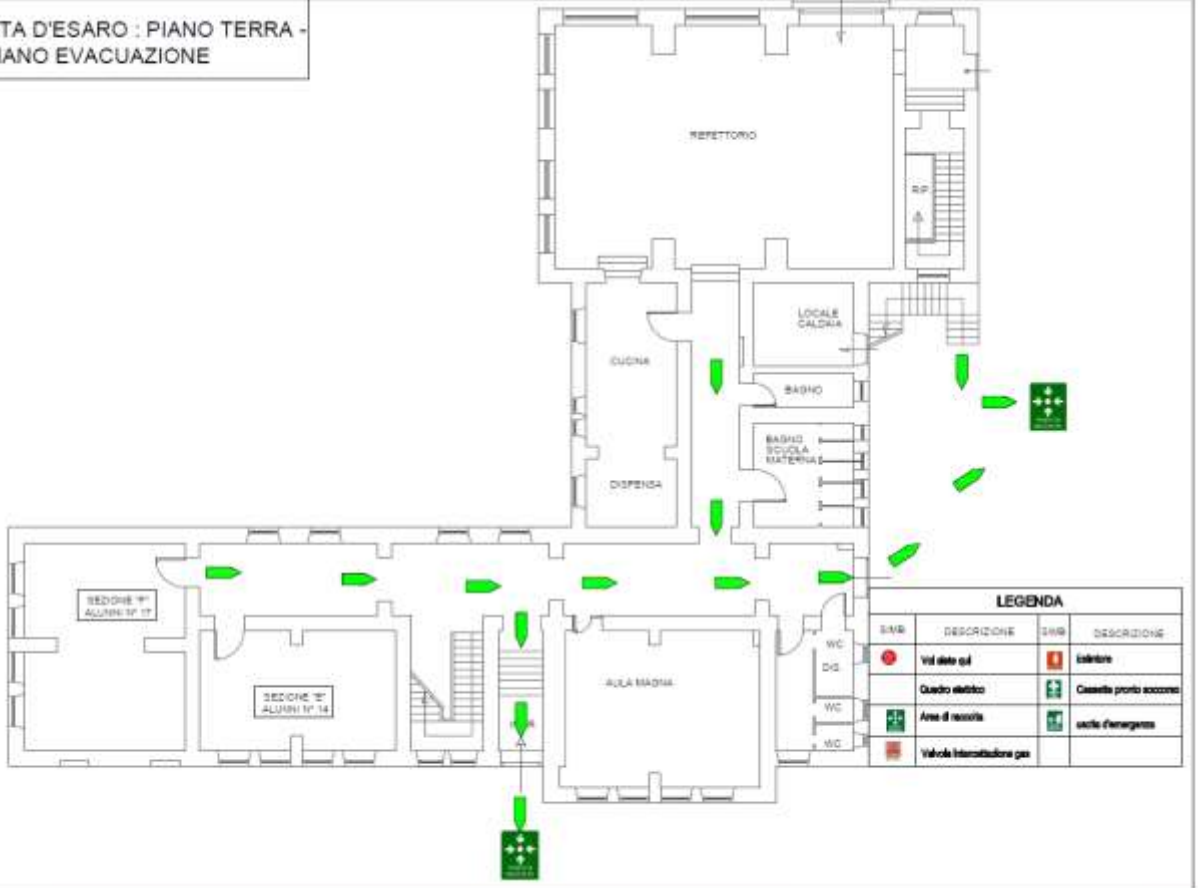 TA D'ESARO : PIANO TERRA -
IANO EVACUAZIONE
REFETTORIO
RIP.
LOCALE
CALDAIA
CUCINA
BAGNO
BAGNO
SCUOLA
MATERNA
DISPENSA
SEZIONE "F"
ALUNNI N° 17
SEZIONE "E"
ALUNNI N° 14
AULA MAGNA
WC
DIS.
WC
WC
LEGENDA
SIMB
DESCRIZIONE
SIMB
DESCRIZIONE
Voi siete qui
Estintore
Quadro elettrico
Cassetta pronto soccorso
Area di raccolta
uscita d'emergenza
Valvola intercettazione gas